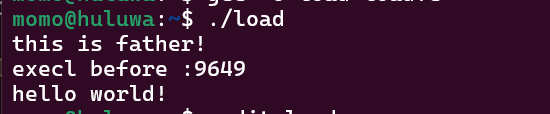 momo@huluwa:~$ ./load
this is father!
execl before :9649
hello world!